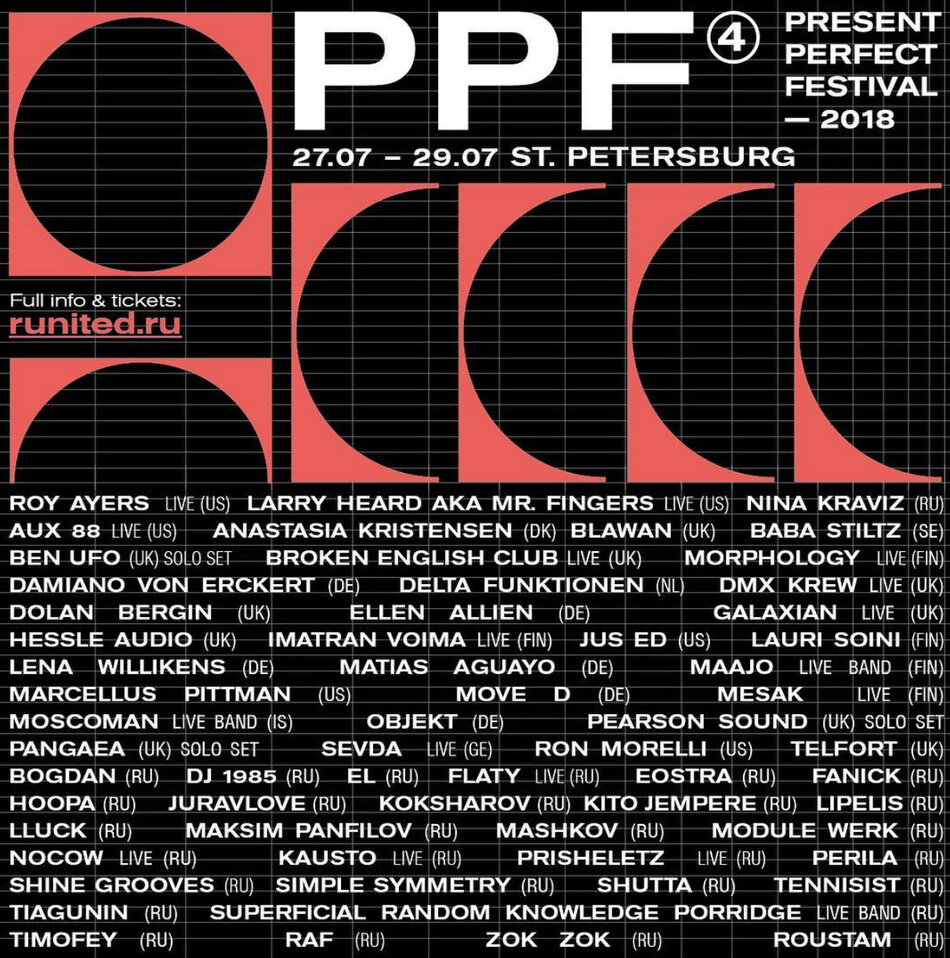 PPF ④
PRESENT
PERFECT
FESTIVAL
— 2018
27.07 – 29.07 ST. PETERSBURG
Full info & tickets:
runited.ru
ROY AYERS LIVE (US) LARRY HEARD AKA MR. FINGERS LIVE (US) NINA KRAVIZ (RU)
AUX 88 LIVE (US) ANASTASIA KRISTENSEN (DK) BLAWAN (UK) BABA STILTZ (SE)
BEN UFO (UK) SOLO SET BROKEN ENGLISH CLUB LIVE (UK) MORPHOLOGY LIVE (FIN)
DAMIANO VON ERCKERT (DE) DELTA FUNKTIONEN (NL) DMX KREW LIVE (UK)
DOLAN BERGIN (UK) ELLEN ALLIEN (DE) GALAXIAN LIVE (UK)
HESSLE AUDIO (UK) IMATRAN VOIMA LIVE (FIN) JUS ED (US) LAURI SOINI (FIN)
LENA WILLIKENS (DE) MATIAS AGUAYO (DE) MAAJO LIVE BAND (FIN)
MARCELLUS PITTMAN (US) MOVE D (DE) MESAK LIVE (FIN)
MOSCOMAN LIVE BAND (IS) OBJEKT (DE) PEARSON SOUND (UK) SOLO SET
PANGAEA (UK) SOLO SET SEVDA LIVE (GE) RON MORELLI (US) TELFORT (UK)
BOGDAN (RU) DJ 1985 (RU) EL (RU) FLATY LIVE (RU) EOSTRA (RU) FANICK (RU)
HOOPA (RU) JURAVLOVE (RU) KOKSHAROV (RU) KITO JEMPERE (RU) LIPELIS (RU)
LLUCK (RU) MAKSIM PANFILOV (RU) MASHKOV (RU) MODULE WERK (RU)
NOCOW LIVE (RU) KAUSTO LIVE (RU) PRISHELETZ LIVE (RU) PERILA (RU)
SHINE GROOVES (RU) SIMPLE SYMMETRY (RU) SHUTTA (RU) TENNISIST (RU)
TIAGUNIN (RU) SUPERFICIAL RANDOM KNOWLEDGE PORRIDGE LIVE BAND (RU)
TIMOFEY (RU) RAF (RU) ZOK ZOK (RU) ROUSTAM (RU)